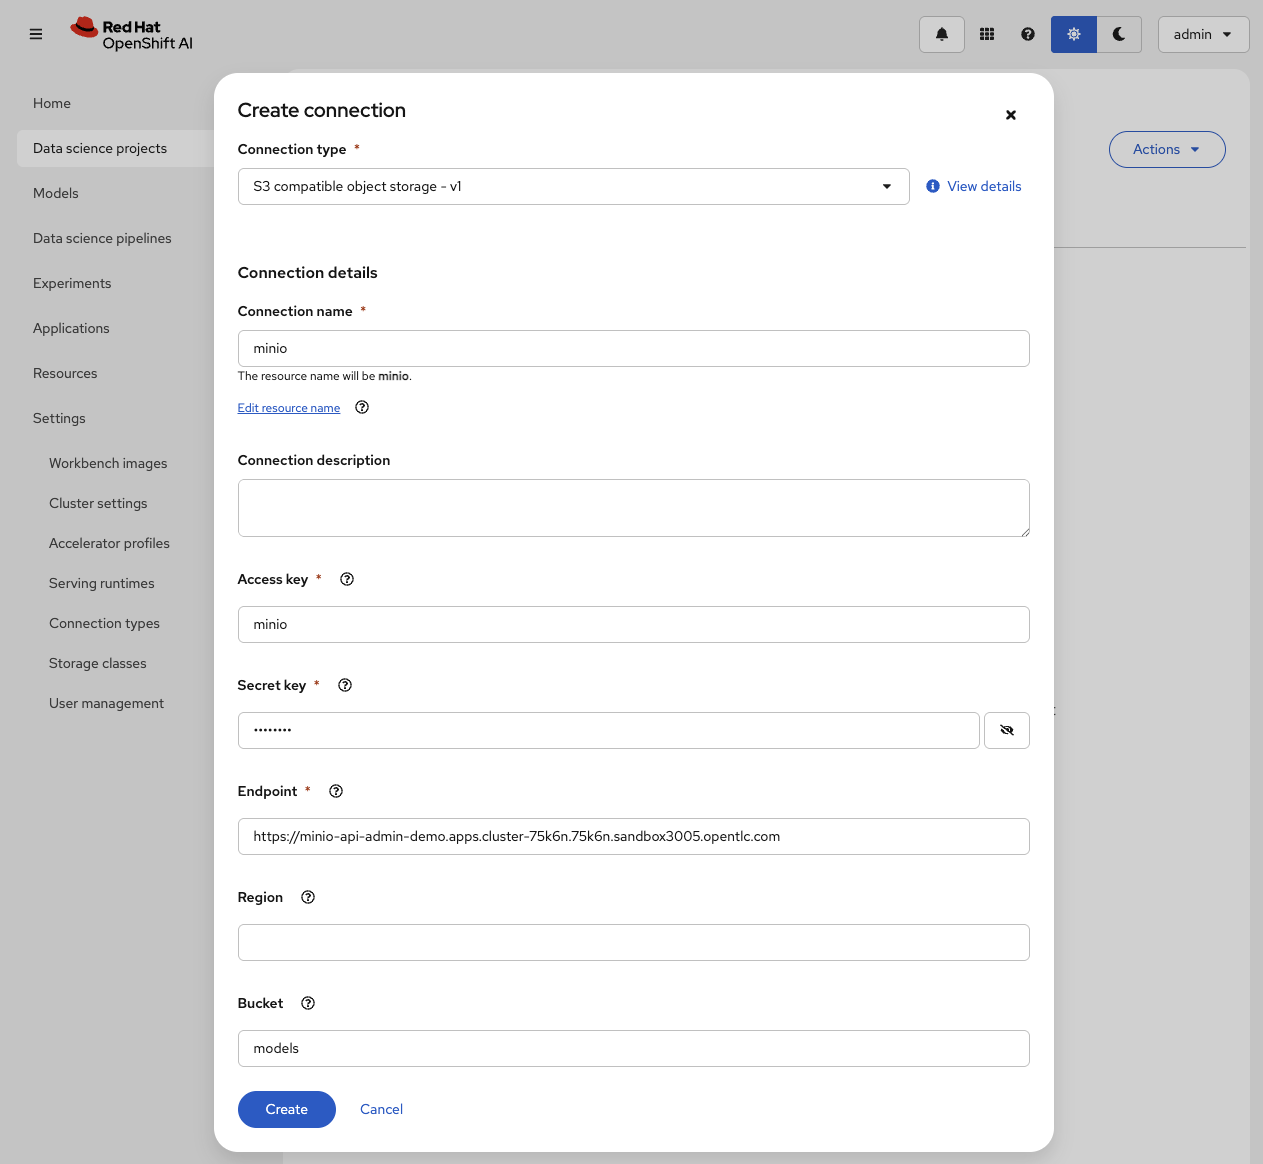 Red Hat
OpenShift AI
admin
Home
Data science projects
Models
Data science pipelines
Experiments
Applications
Resources
Settings
Workbench images
Cluster settings
Accelerator profiles
Serving runtimes
Connection types
Storage classes
User management
Actions
Create connection
Connection type *
S3 compatible object storage - v1
View details
Connection details
Connection name *
minio
The resource name will be minio.
Edit resource name
Connection description
Access key *
minio
Secret key *
••••••••
Endpoint *
https://minio-api-admin-demo.apps.cluster-75k6n.75k6n.sandbox3005.opentlc.com
Region
Bucket
models
Create Cancel